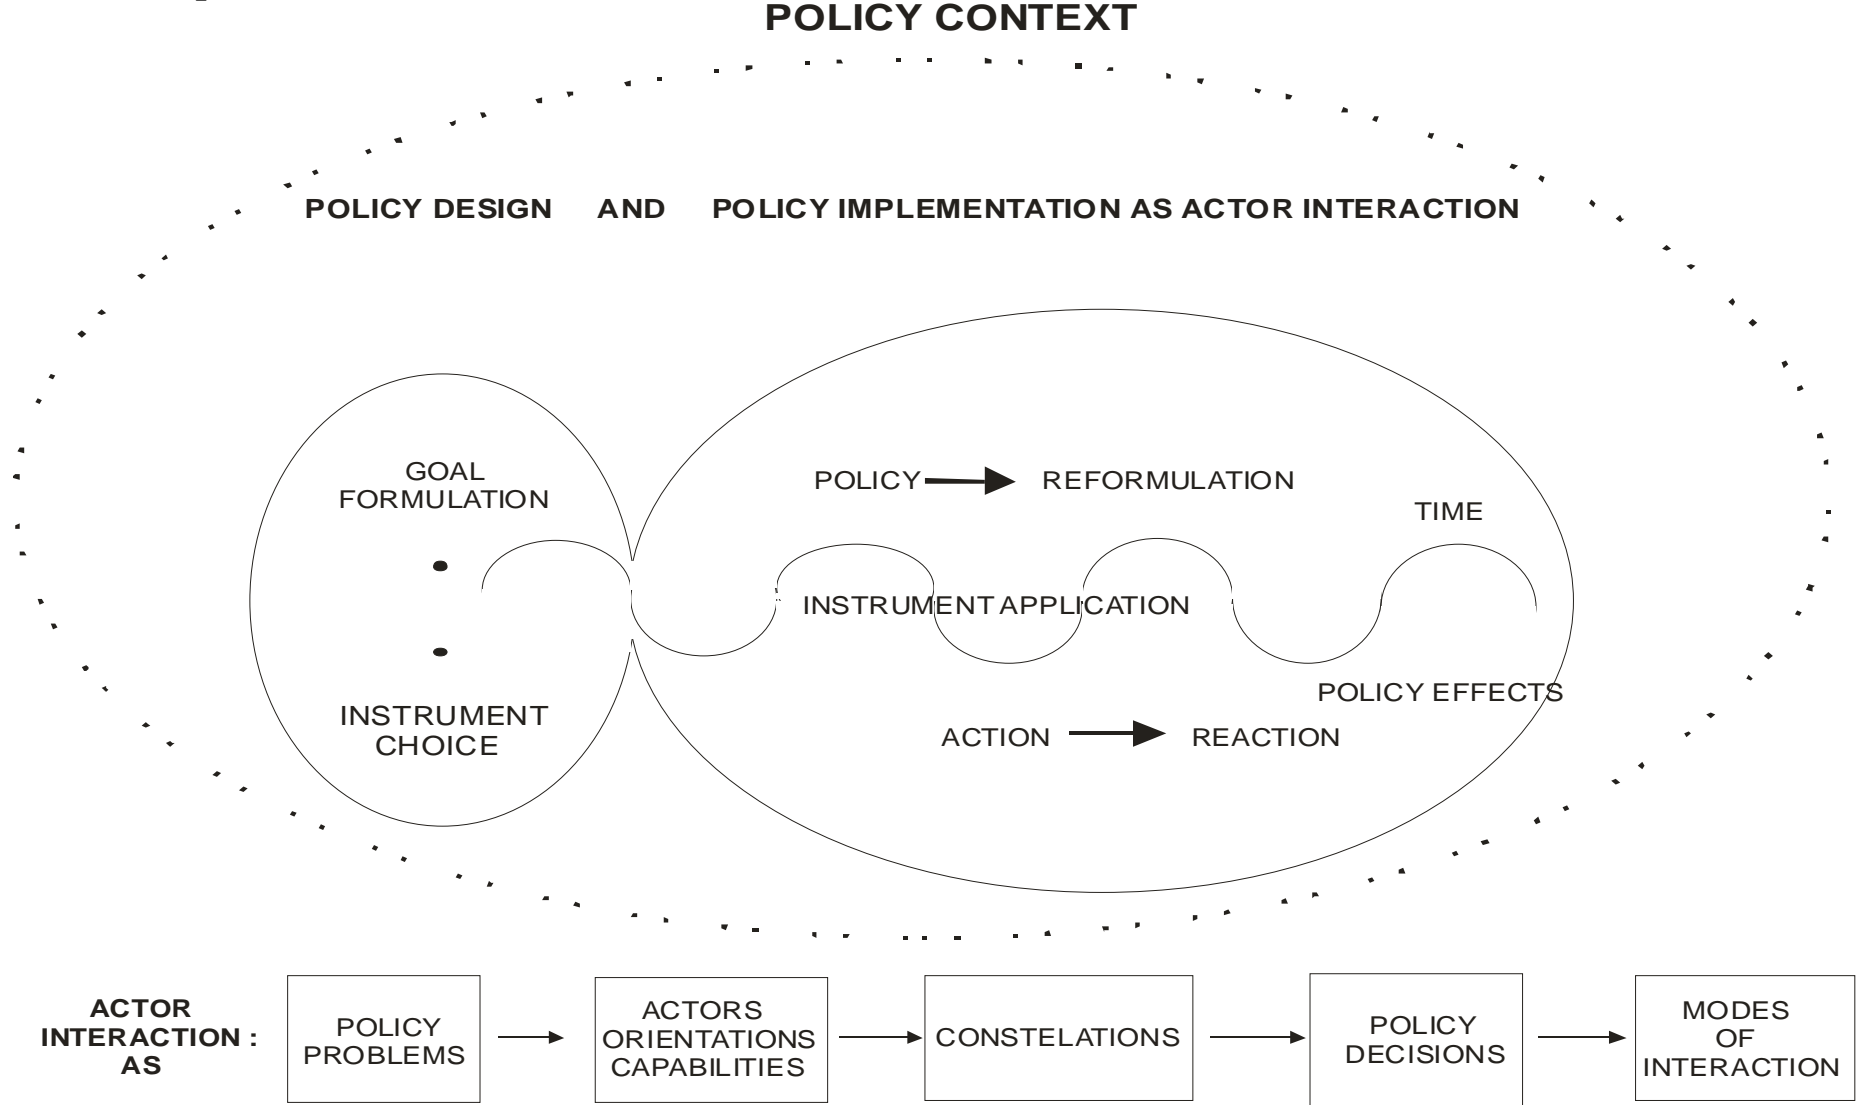 POLICY CONTEXT
POLICY DESIGN AND POLICY IMPLEMENTATION AS ACTOR INTERACTION
GOAL
FORMULATION
INSTRUMENT
CHOICE
POLICY REFORMULATION
TIME
INSTRUMENT APPLICATION
POLICY EFFECTS
ACTION REACTION
ACTOR
INTERACTION :
AS
POLICY
PROBLEMS
ACTORS
ORIENTATIONS
CAPABILITIES
CONSTELATIONS
POLICY
DECISIONS
MODES
OF
INTERACTION